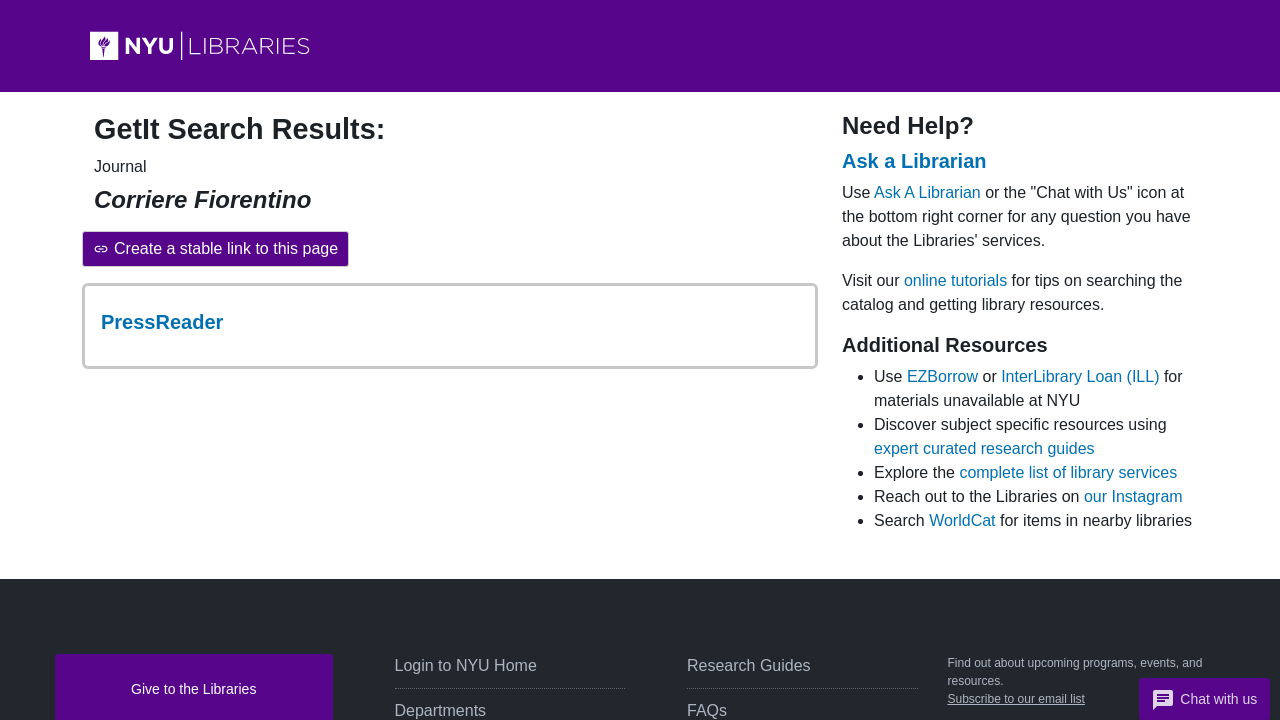 NYU LIBRARIES
GetIt Search Results:
Journal
Corriere Fiorentino
Create a stable link to this page
PressReader
Need Help?
Ask a Librarian
Use Ask A Librarian or the "Chat with Us" icon at
the bottom right corner for any question you have
about the Libraries' services.
Visit our online tutorials for tips on searching the
catalog and getting library resources.
Additional Resources
Use EZBorrow or InterLibrary Loan (ILL) for
materials unavailable at NYU
Discover subject specific resources using
expert curated research guides
Explore the complete list of library services
Reach out to the Libraries on our Instagram
Search WorldCat for items in nearby libraries
Give to the Libraries
Login to NYU Home
Departments
Research Guides
FAQs
Find out about upcoming programs, events, and
resources.
Subscribe to our email list
Chat with us